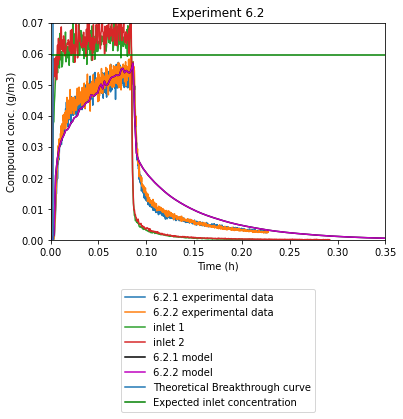 Experiment 6.2
Compound conc. (g/m3)
0.07
0.06
0.05
0.04
0.03
0.02
0.01
0.00
0.00 0.05 0.10 0.15 0.20 0.25 0.30 0.35
Time (h)
6.2.1 experimental data
6.2.2 experimental data
inlet 1
inlet 2
6.2.1 model
6.2.2 model
Theoretical Breakthrough curve
Expected inlet concentration